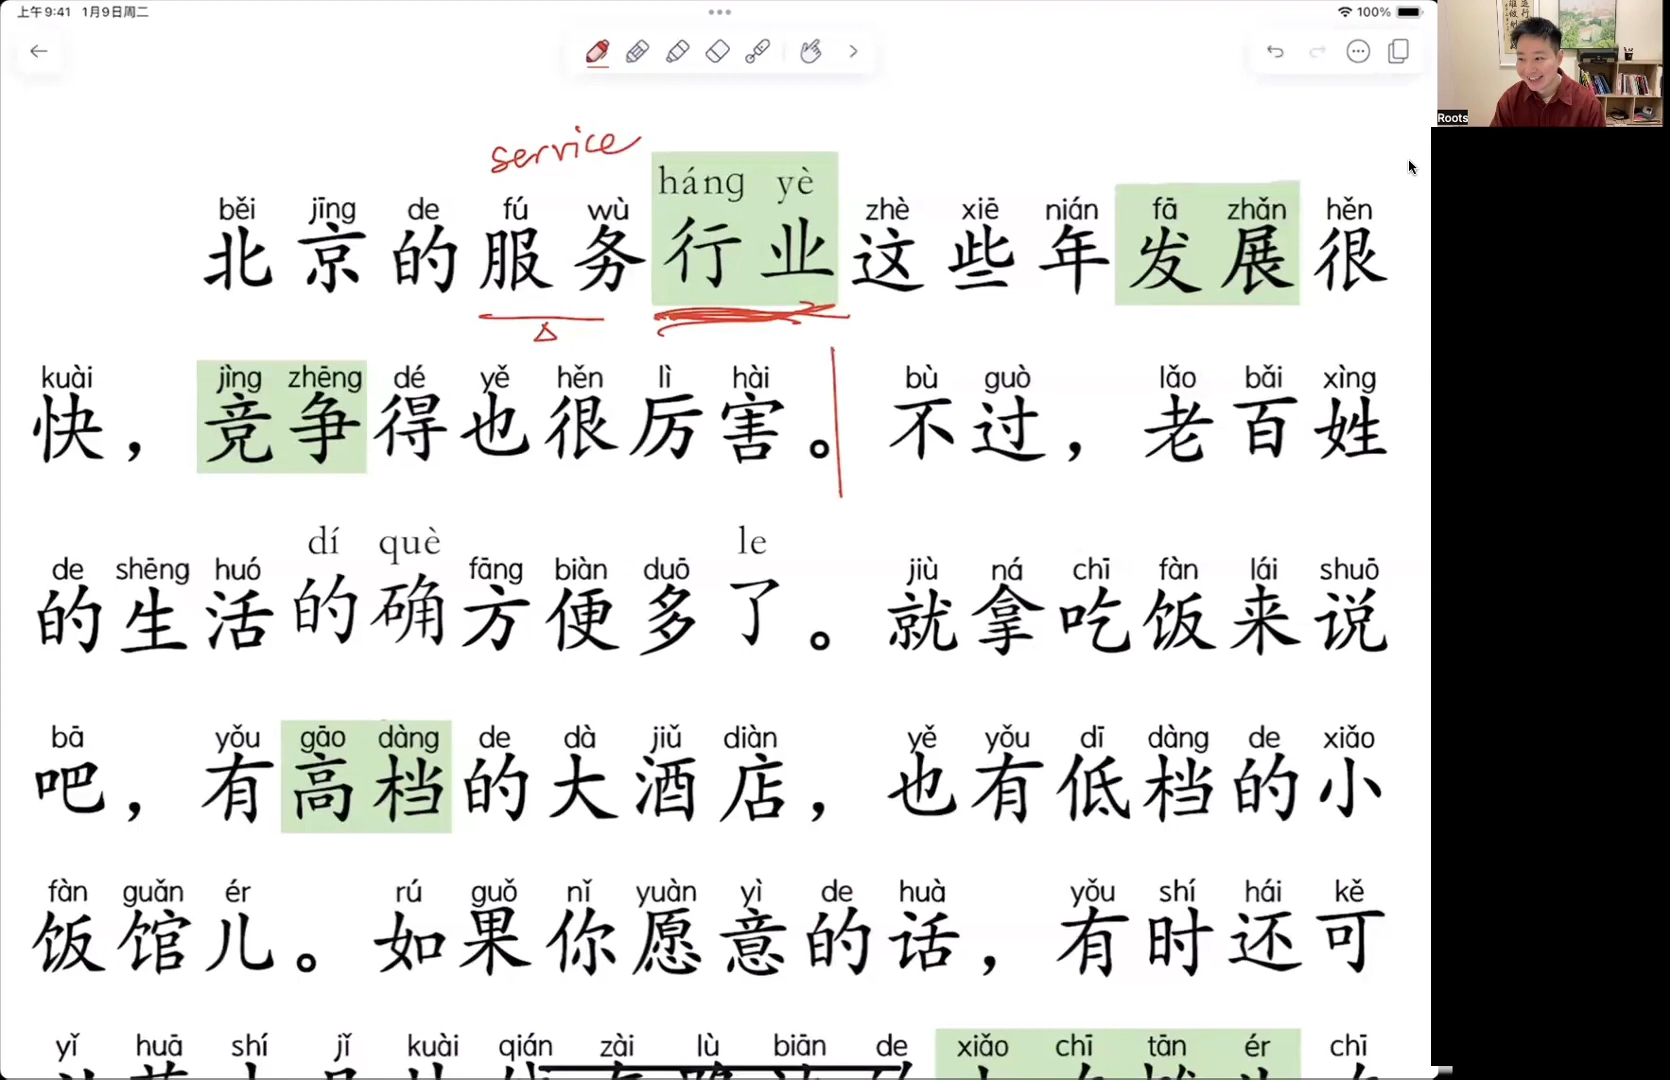 上午9:41 1月9日周二
100%
Roots
service
háng yè
běi jīng de fú wù zhè xiē nián fā zhǎn hěn
北京的服务行业这些年发展很
kuài jìng zhēng dé yě hěn lì hài bù guò lǎo bǎi xìng
快，竞争得也很厉害。不过，老百姓
dí què le
de shēng huó fāng biàn duō jiù ná chī fàn lái shuō
的生活的确方便多了。就拿吃饭来说
bā yǒu gāo dàng de dà jiǔ diàn yě yǒu dī dàng de xiǎo
吧，有高档的大酒店，也有低档的小
fàn guǎn ér rú guǒ nǐ yuàn yì de huà yǒu shí hái kě
饭馆儿。如果你愿意的话，有时还可
yǐ huā shí jǐ kuài qián zài lù biān de xiǎo chī tān ér chī